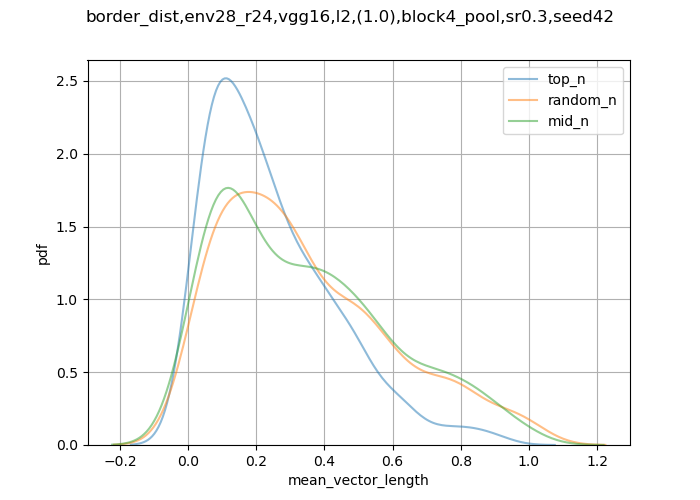 border_dist,env28_r24,vgg16,l2,(1.0),block4_pool,sr0.3,seed42
top_n
random_n
mid_n
pdf
2.5
2.0
1.5
1.0
0.5
0.0
−0.2 0.0 0.2 0.4 0.6 0.8 1.0 1.2
mean_vector_length